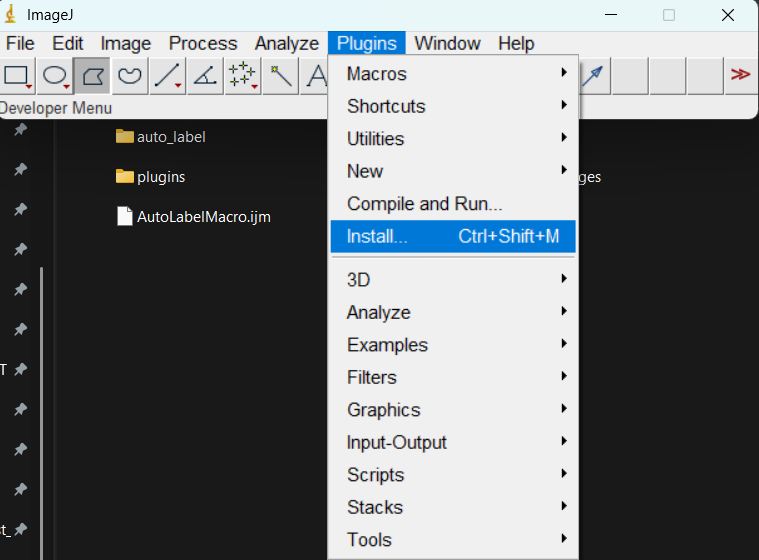 ImageJ
File Edit Image Process Analyze Plugins Window Help
A
Developer Menu
auto_label
plugins
AutoLabelMacro.ijm
ges
T
st_
Macros
Shortcuts
Utilities
New
Compile and Run...
Install... Ctrl+Shift+M
3D
Analyze
Examples
Filters
Graphics
Input-Output
Scripts
Stacks
Tools